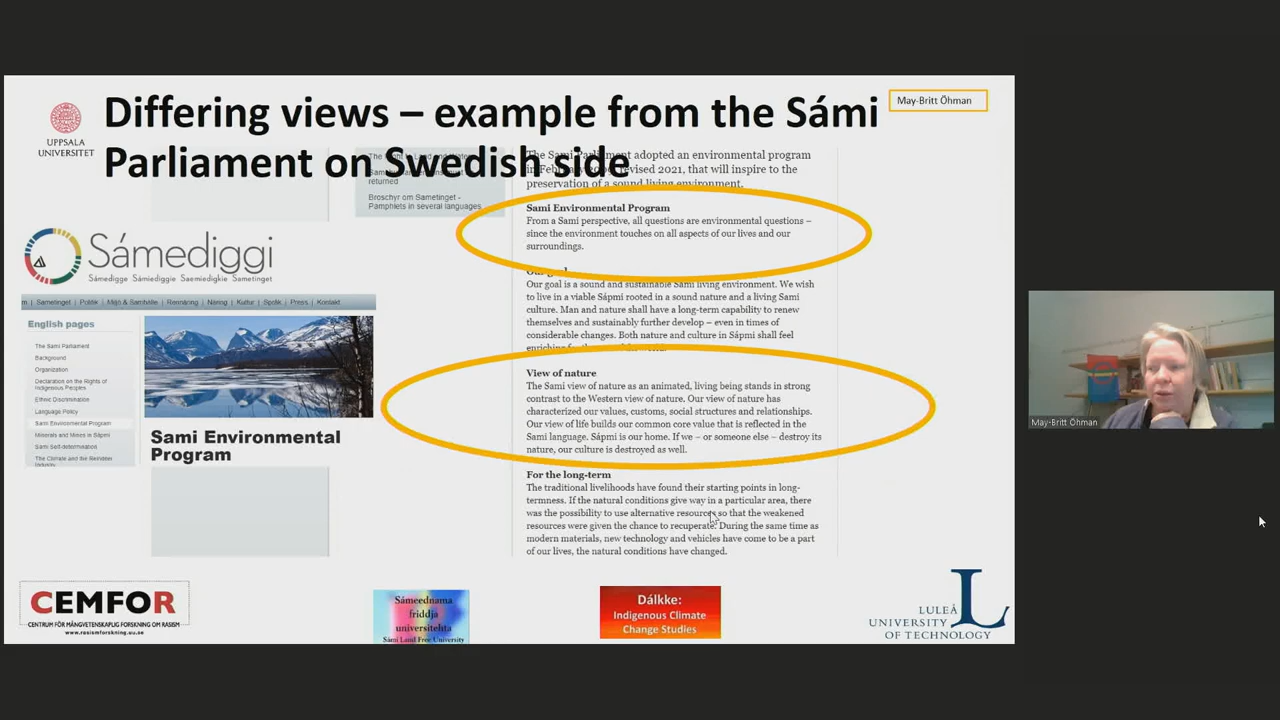 UPPSALA
UNIVERSITET
Differing views – example from the Sámi
Parliament on Swedish side
May-Britt Öhman
returned
Broschyr om Sametinget -
Pamphlets in several languages
The Sami Parliament adopted an environmental program
in revised 2021, that will inspire to the
preservation of a sound living environment.
Sami Environmental Program
From a Sami perspective, all questions are environmental questions –
since the environment touches on all aspects of our lives and our
surroundings.
Our goal
Our goal is a sound and sustainable Sami living environment. We wish
to live in a viable Sápmi rooted in a sound nature and a living Sami
culture. Man and nature shall have a long-term capability to renew
themselves and sustainably further develop – even in times of
considerable changes. Both nature and culture in Sápmi shall feel
View of nature
The Sami view of nature as an animated, living being stands in strong
contrast to the Western view of nature. Our view of nature has
characterized our values, customs, social structures and relationships.
Our view of life builds our common core value that is reflected in the
Sami language. Sápmi is our home. If we – or someone else – destroy its
nature, our culture is destroyed as well.
For the long-term
The traditional livelihoods have found their starting points in long-
termness. If the natural conditions give way in a particular area, there
was the possibility to use alternative resources so that the weakened
resources were given the chance to recuperate. During the same time as
modern materials, new technology and vehicles have come to be a part
of our lives, the natural conditions have changed.
Sámediggi
Sámedigge Sámiediggie Saemiedigkie Sametinget
m | Sametinget | Politik | Miljö & Samhälle | Rennäring | Näring | Kultur | Språk | Press | Kontakt
English pages
The Sami Parliament
Background
Organization
Declaration on the Rights of
Indigenous Peoples
Ethnic Discrimination
Language Policy
Sami Environmental Program
Minerals and Mines in Sápmi
Sami Self-determination
The Climate and the Reindeer
Industry
Sami Environmental
Program
CEMFOR
CENTRUM FÖR MÅNGVETENSKAPLIG FORSKNING OM RASISM
www.rasismforskning.uu.se
Sámeednama
friddja
universitehta
Sámi Land Free University
Dálkke:
Indigenous Climate
Change Studies
LULEÅ
UNIVERSITY
OF TECHNOLOGY
May-Britt Öhman